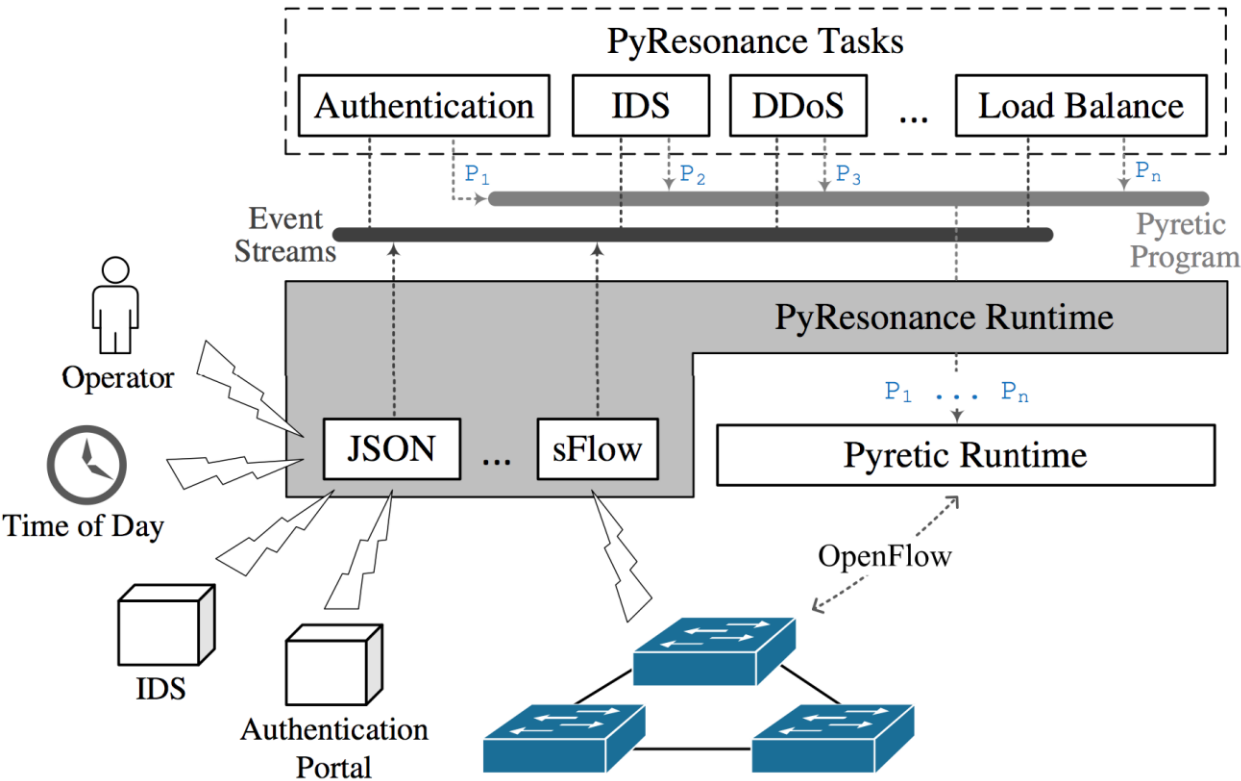 PyResonance Tasks
Authentication
IDS
DDoS
...
Load Balance
P1
P2
P3
Pn
Event
Streams
Pyretic
Program
PyResonance Runtime
Operator
P1 ... Pn
JSON
...
sFlow
Pyretic Runtime
Time of Day
OpenFlow
IDS
Authentication
Portal